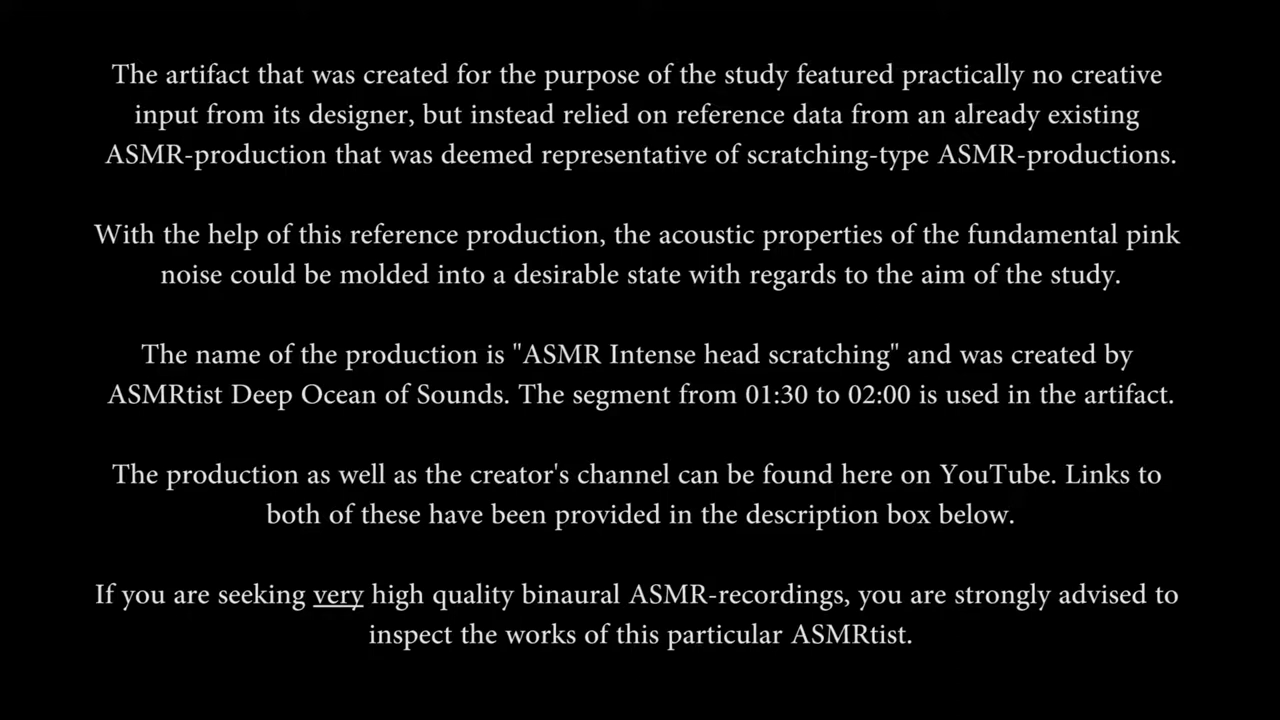 The artifact that was created for the purpose of the study featured practically no creative
input from its designer, but instead relied on reference data from an already existing
ASMR-production that was deemed representative of scratching-type ASMR-productions.
With the help of this reference production, the acoustic properties of the fundamental pink
noise could be molded into a desirable state with regards to the aim of the study.
The name of the production is "ASMR Intense head scratching" and was created by
ASMRtist Deep Ocean of Sounds. The segment from 01:30 to 02:00 is used in the artifact.
The production as well as the creator's channel can be found here on YouTube. Links to
both of these have been provided in the description box below.
If you are seeking very high quality binaural ASMR-recordings, you are strongly advised to
inspect the works of this particular ASMRtist.